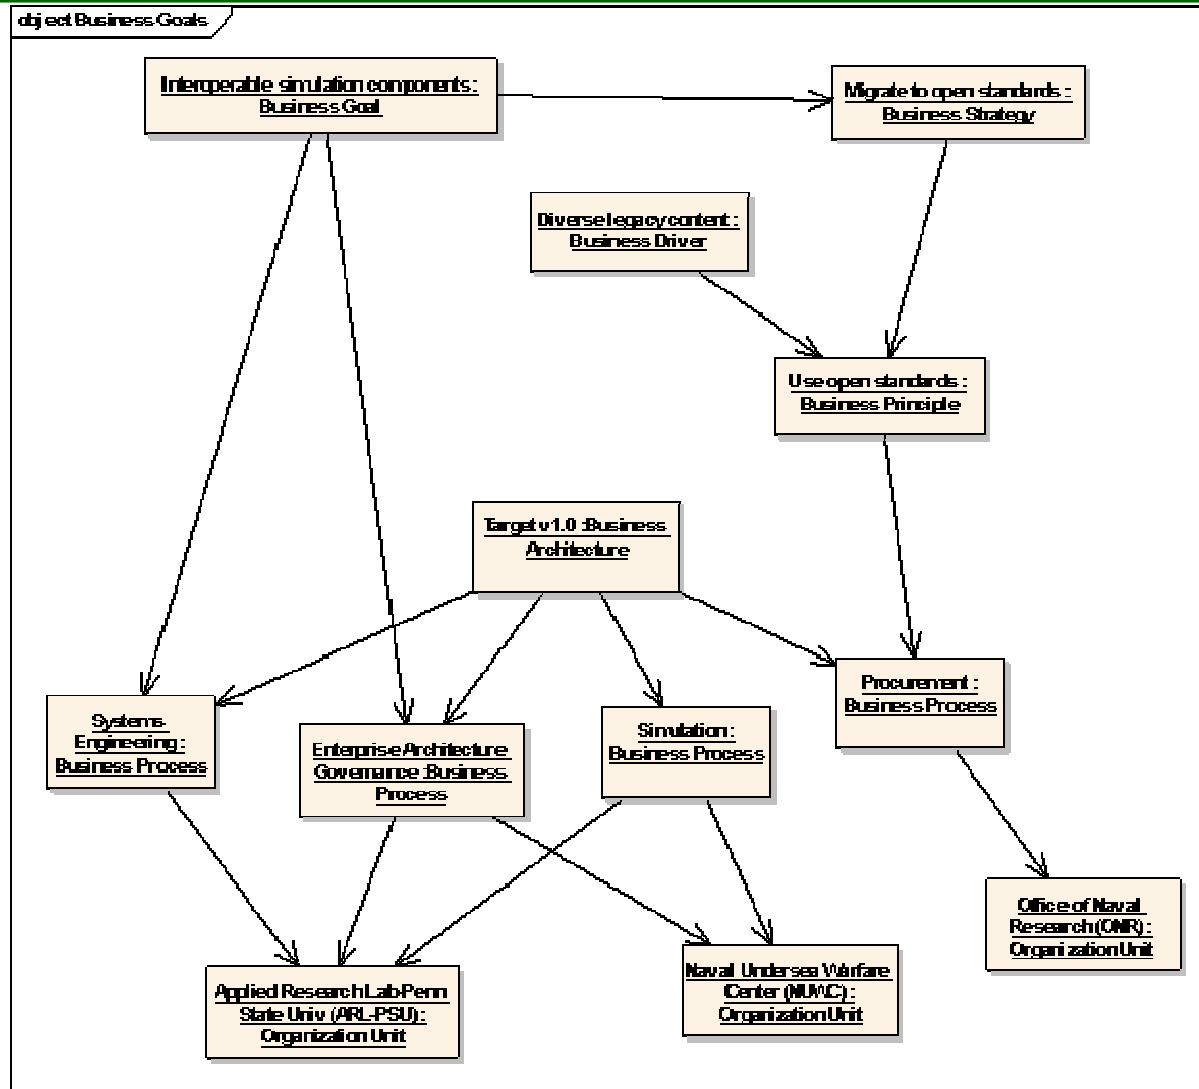 object Business Goals
Interoperable simulation components :
Business Goal
Migrate to open standards :
Business Strategy
Diverse legacy content :
Business Driver
Use open standards :
Business Principle
Target v1.0 :Business
Architecture
Procurement :
Business Process
Systems
Engineering :
Business Process
Enterprise Architecture
Governance :Business
Process
Simulation :
Business Process
Office of Naval
Research (ONR) :
Organization Unit
Applied Research Lab-Penn
State Univ (ARL-PSU) :
Organization Unit
Naval Undersea Warfare
Center (NUWC) :
Organization Unit